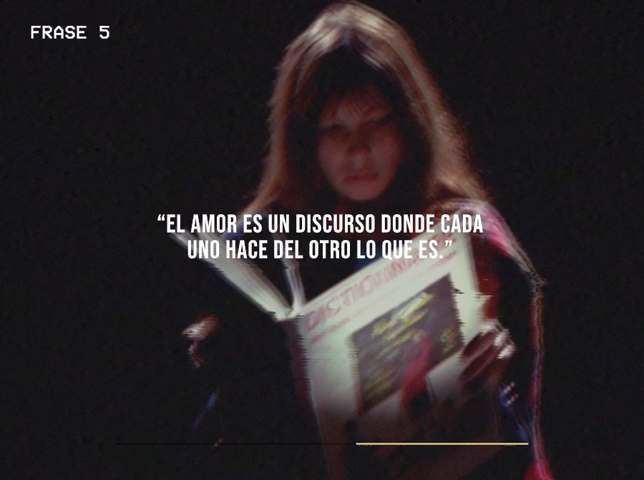 FRASE 5
“EL AMOR ES UN DISCURSO DONDE CADA
UNO HACE DEL OTRO LO QUE ES.”